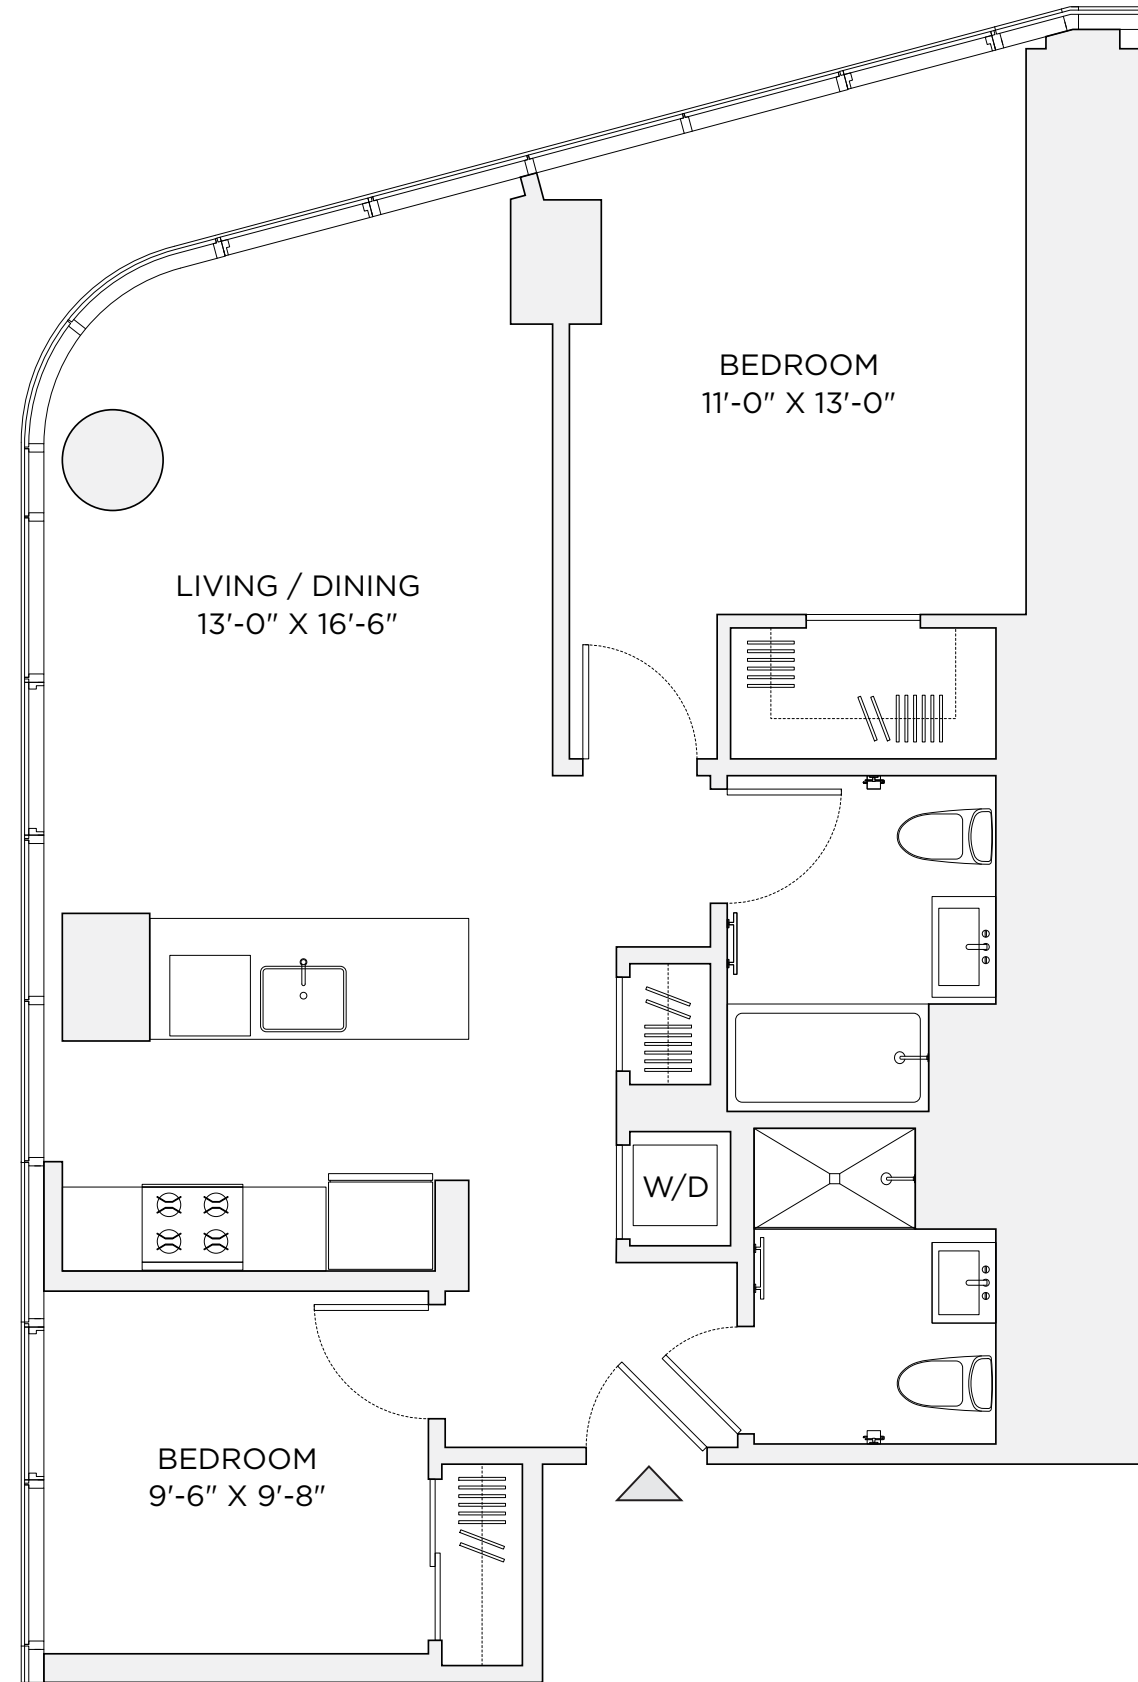 BEDROOM
11'-0" X 13'-0"
LIVING / DINING
13'-0" X 16'-6"
W/D
BEDROOM
9'-6" X 9'-8"